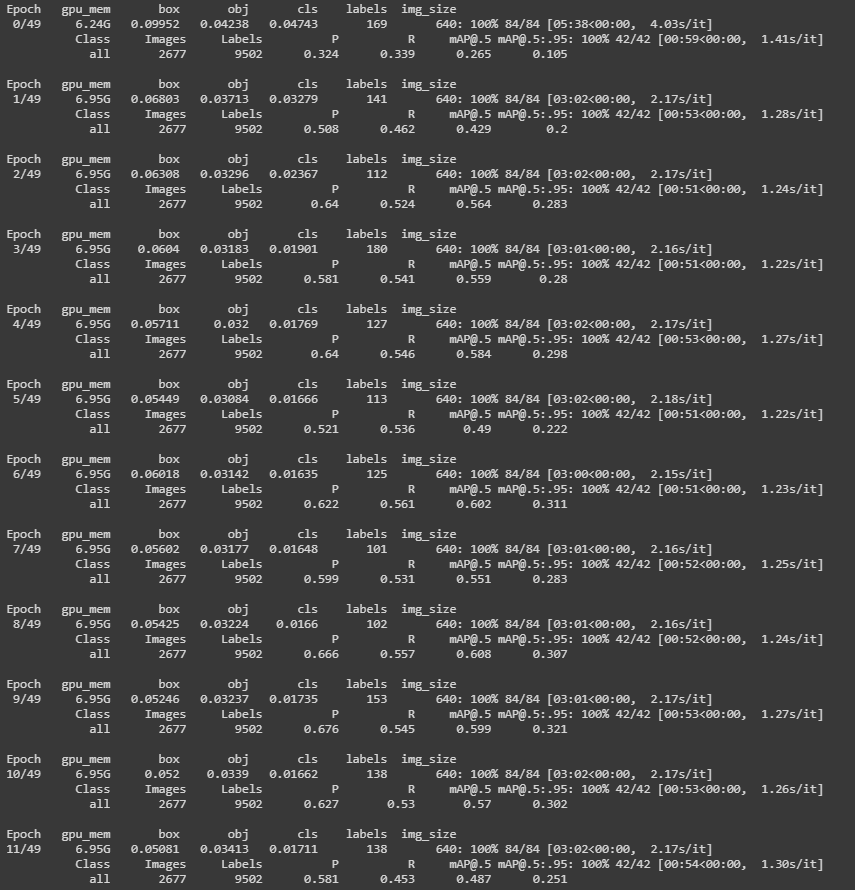 Epoch gpu_mem box obj cls labels img_size
0/49 6.24G 0.09952 0.04238 0.04743 169 640: 100% 84/84 [05:38<00:00, 4.03s/it]
Class Images Labels P R mAP@.5 mAP@.5:.95: 100% 42/42 [00:59<00:00, 1.41s/it]
all 2677 9502 0.324 0.339 0.265 0.105
Epoch gpu_mem box obj cls labels img_size
1/49 6.95G 0.06803 0.03713 0.03279 141 640: 100% 84/84 [03:02<00:00, 2.17s/it]
Class Images Labels P R mAP@.5 mAP@.5:.95: 100% 42/42 [00:53<00:00, 1.28s/it]
all 2677 9502 0.508 0.462 0.429 0.2
Epoch gpu_mem box obj cls labels img_size
2/49 6.95G 0.06308 0.03296 0.02367 112 640: 100% 84/84 [03:02<00:00, 2.17s/it]
Class Images Labels P R mAP@.5 mAP@.5:.95: 100% 42/42 [00:51<00:00, 1.24s/it]
all 2677 9502 0.64 0.524 0.564 0.283
Epoch gpu_mem box obj cls labels img_size
3/49 6.95G 0.0604 0.03183 0.01901 180 640: 100% 84/84 [03:01<00:00, 2.16s/it]
Class Images Labels P R mAP@.5 mAP@.5:.95: 100% 42/42 [00:51<00:00, 1.22s/it]
all 2677 9502 0.581 0.541 0.559 0.28
Epoch gpu_mem box obj cls labels img_size
4/49 6.95G 0.05711 0.032 0.01769 127 640: 100% 84/84 [03:02<00:00, 2.17s/it]
Class Images Labels P R mAP@.5 mAP@.5:.95: 100% 42/42 [00:53<00:00, 1.27s/it]
all 2677 9502 0.64 0.546 0.584 0.298
Epoch gpu_mem box obj cls labels img_size
5/49 6.95G 0.05449 0.03084 0.01666 113 640: 100% 84/84 [03:02<00:00, 2.18s/it]
Class Images Labels P R mAP@.5 mAP@.5:.95: 100% 42/42 [00:51<00:00, 1.22s/it]
all 2677 9502 0.521 0.536 0.49 0.222
Epoch gpu_mem box obj cls labels img_size
6/49 6.95G 0.06018 0.03142 0.01635 125 640: 100% 84/84 [03:00<00:00, 2.15s/it]
Class Images Labels P R mAP@.5 mAP@.5:.95: 100% 42/42 [00:51<00:00, 1.23s/it]
all 2677 9502 0.622 0.561 0.602 0.311
Epoch gpu_mem box obj cls labels img_size
7/49 6.95G 0.05602 0.03177 0.01648 101 640: 100% 84/84 [03:01<00:00, 2.16s/it]
Class Images Labels P R mAP@.5 mAP@.5:.95: 100% 42/42 [00:52<00:00, 1.25s/it]
all 2677 9502 0.599 0.531 0.551 0.283
Epoch gpu_mem box obj cls labels img_size
8/49 6.95G 0.05425 0.03224 0.0166 102 640: 100% 84/84 [03:01<00:00, 2.16s/it]
Class Images Labels P R mAP@.5 mAP@.5:.95: 100% 42/42 [00:52<00:00, 1.24s/it]
all 2677 9502 0.666 0.557 0.608 0.307
Epoch gpu_mem box obj cls labels img_size
9/49 6.95G 0.05246 0.03237 0.01735 153 640: 100% 84/84 [03:01<00:00, 2.17s/it]
Class Images Labels P R mAP@.5 mAP@.5:.95: 100% 42/42 [00:53<00:00, 1.27s/it]
all 2677 9502 0.676 0.545 0.599 0.321
Epoch gpu_mem box obj cls labels img_size
10/49 6.95G 0.052 0.0339 0.01662 138 640: 100% 84/84 [03:02<00:00, 2.17s/it]
Class Images Labels P R mAP@.5 mAP@.5:.95: 100% 42/42 [00:53<00:00, 1.26s/it]
all 2677 9502 0.627 0.53 0.57 0.302
Epoch gpu_mem box obj cls labels img_size
11/49 6.95G 0.05081 0.03413 0.01711 138 640: 100% 84/84 [03:02<00:00, 2.17s/it]
Class Images Labels P R mAP@.5 mAP@.5:.95: 100% 42/42 [00:54<00:00, 1.30s/it]
all 2677 9502 0.581 0.453 0.487 0.251